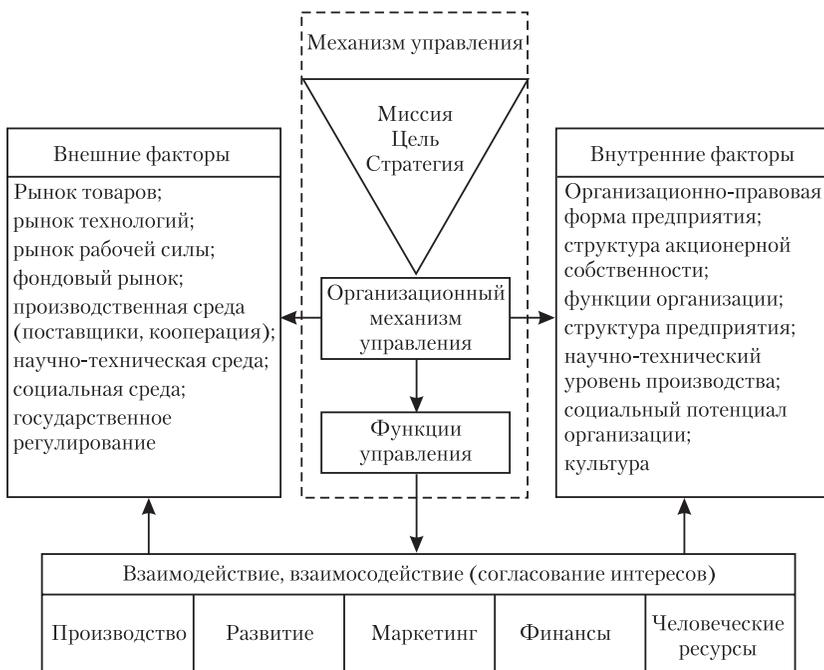 Механизм управления
Миссия
Цель
Стратегия
Внешние факторы
Рынок товаров;
рынок технологий;
рынок рабочей силы;
фондовый рынок;
производственная среда
(поставщики, кооперация);
научно-техническая среда;
социальная среда;
государственное
регулирование
Организационный
механизм
управления
Функции
управления
Внутренние факторы
Организационно-правовая
форма предприятия;
структура акционерной
собственности;
функции организации;
структура предприятия;
научно-технический
уровень производства;
социальный потенциал
организации;
культура
Взаимодействие, взаимосодействие (согласование интересов)
Производство
Развитие
Маркетинг
Финансы
Человеческие
ресурсы